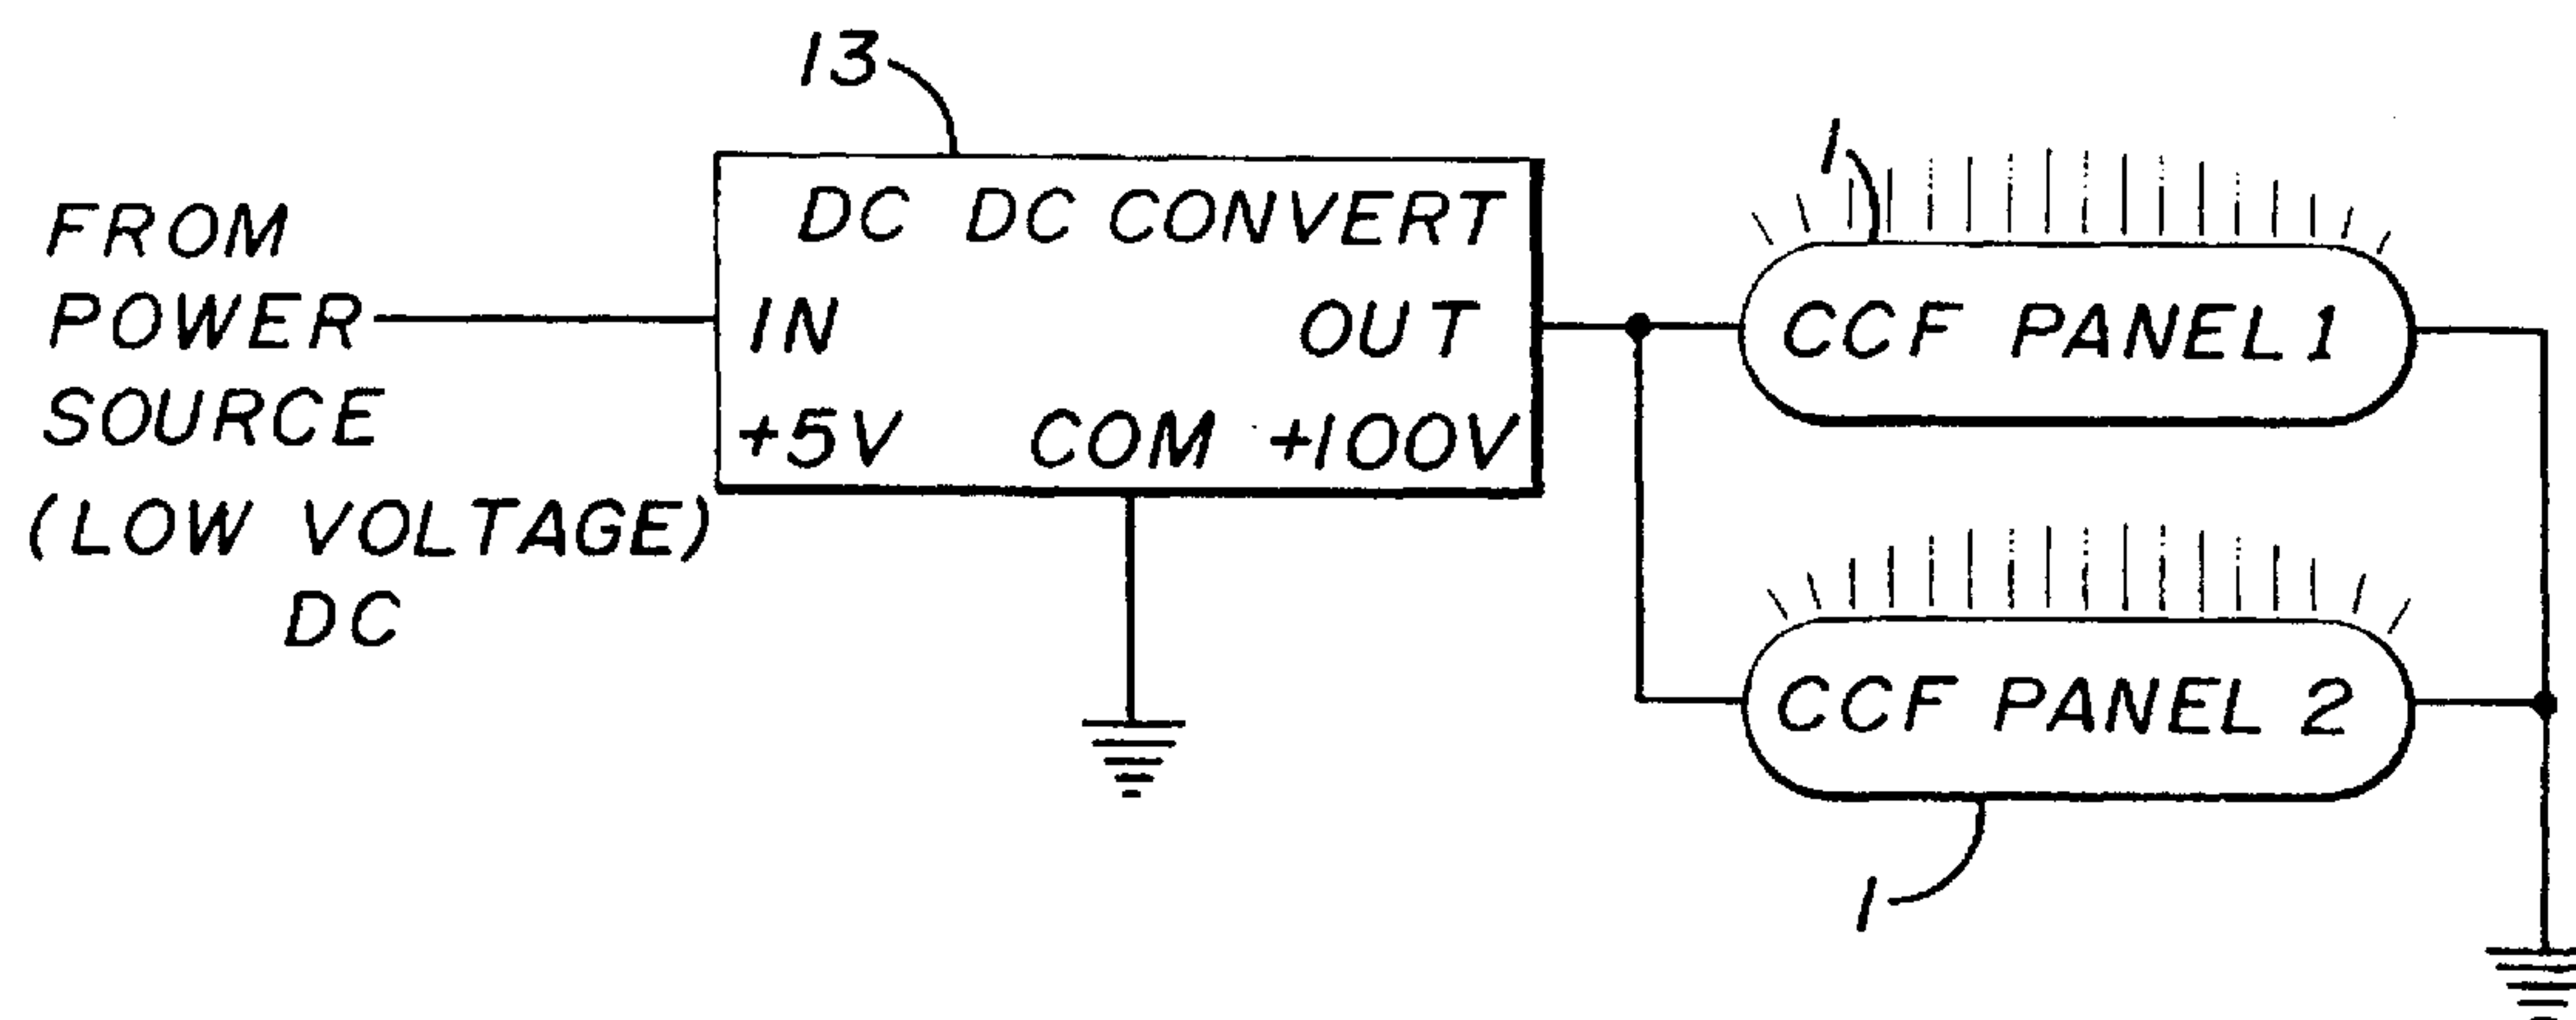 13
FROM
POWER
SOURCE
(LOW VOLTAGE)
DC
DC DC CONVERT
IN OUT
+5V COM +100V
1
CCF PANEL 1
CCF PANEL 2
1